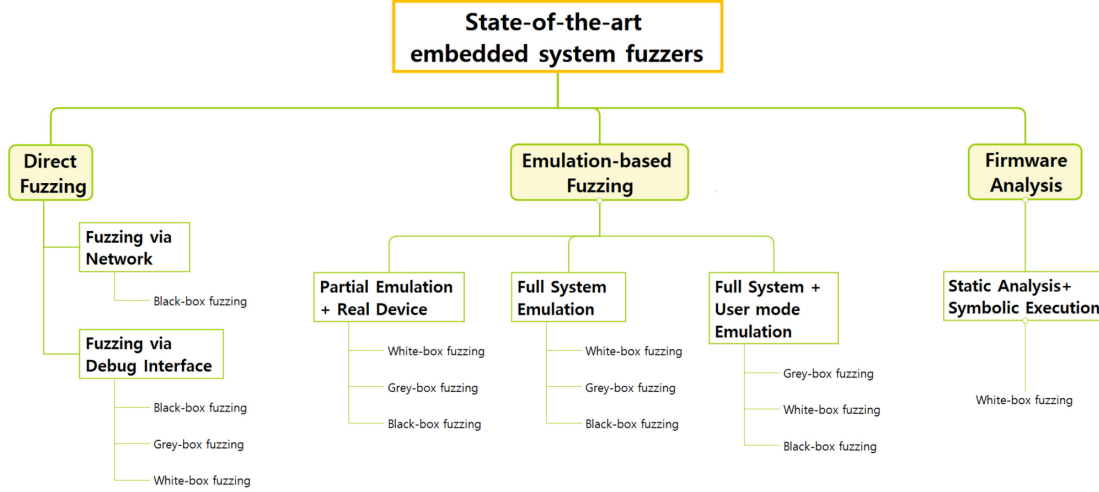 State-of-the-art
embedded system fuzzers
Direct
Fuzzing
Fuzzing via
Network
Black-box fuzzing
Fuzzing via
Debug Interface
Black-box fuzzing
Grey-box fuzzing
White-box fuzzing
Emulation-based
Fuzzing
Partial Emulation
+ Real Device
White-box fuzzing
Grey-box fuzzing
Black-box fuzzing
Full System
Emulation
White-box fuzzing
Grey-box fuzzing
Black-box fuzzing
Full System +
User mode
Emulation
Grey-box fuzzing
White-box fuzzing
Black-box fuzzing
Firmware
Analysis
Static Analysis+
Symbolic Execution
White-box fuzzing